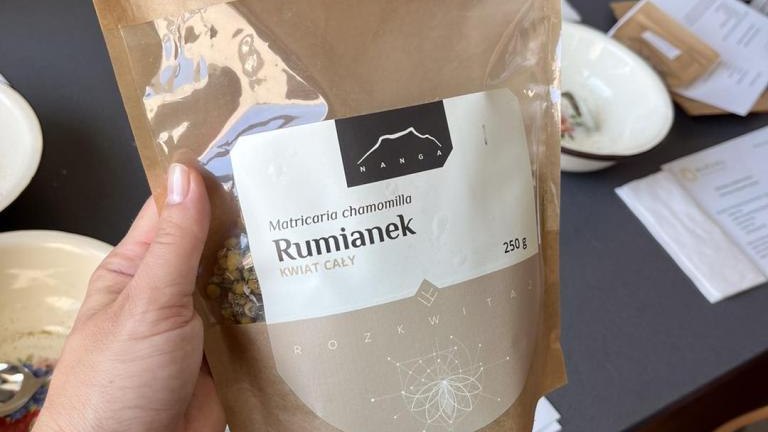 NANGA
Matricaria chamomilla
Rumianek
KWIAT CAŁY
250 g
ROZKWITAJ